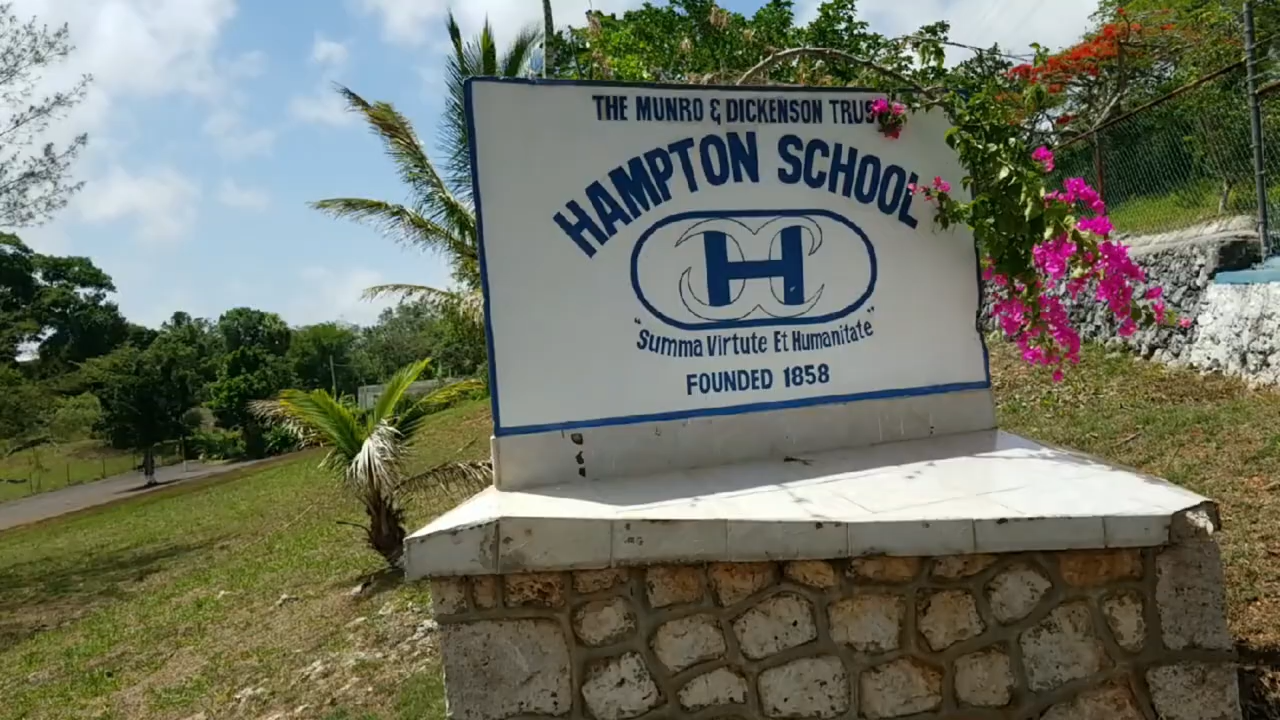 THE MUNRO & DICKENSON TRUST
HAMPTON SCHOOL
H
"Summa Virtute Et Humanitate"
FOUNDED 1858